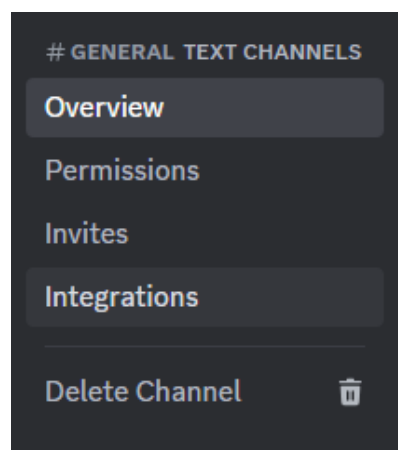 # GENERAL TEXT CHANNELS
Overview
Permissions
Invites
Integrations
Delete Channel